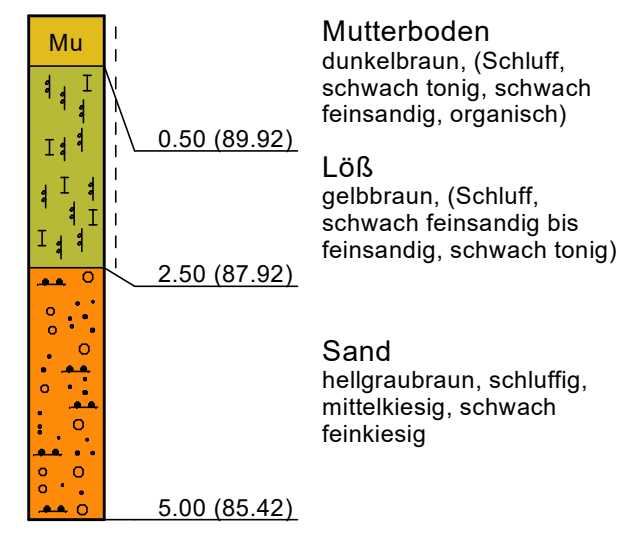 Mu
Mutterboden
dunkelbraun, (Schluff,
schwach tonig, schwach
feinsandig, organisch)
0.50 (89.92)
Löß
gelbbraun, (Schluff,
schwach feinsandig bis
feinsandig, schwach tonig)
2.50 (87.92)
Sand
hellgraubraun, schluffig,
mittelkiesig, schwach
feinkiesig
5.00 (85.42)